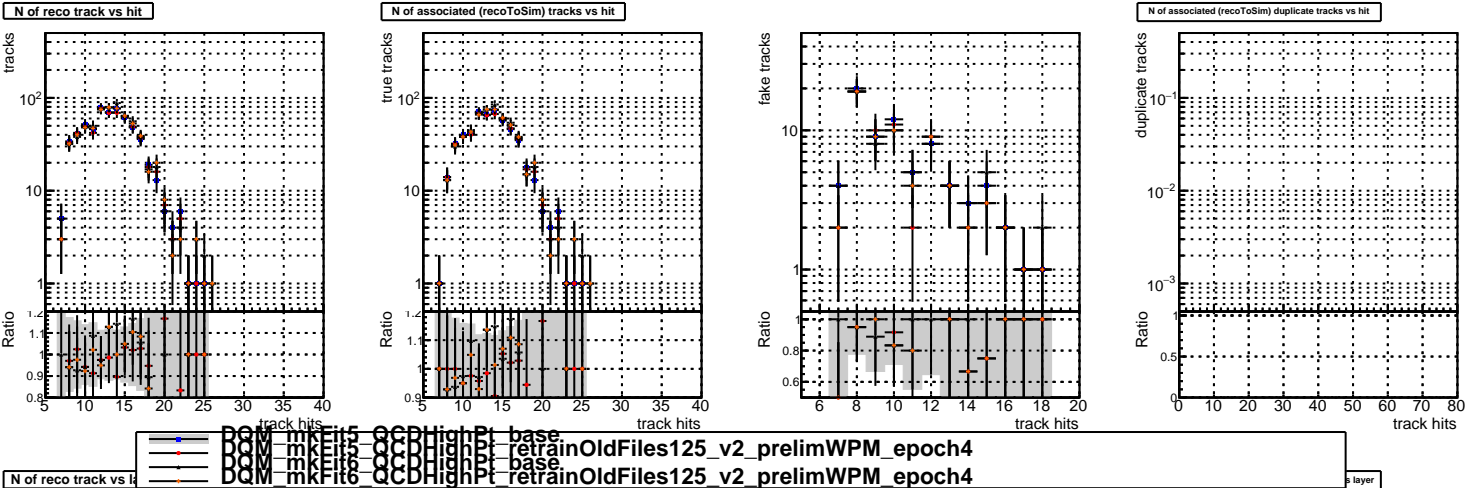 N of reco track vs hit
N of associated (recoToSim) tracks vs hit
N of associated (recoToSim) duplicate tracks vs hit
tracks
10²
10
1
Ratio
1.2
1.1
1
0.9
0.8
5 10 15 20 25 30 35 40
track hits
true tracks
10²
10
1
Ratio
1.2
1.1
1
0.9
5 10 15 20 25 30 35 40
track hits
fake tracks
10
1
Ratio
1
0.8
0.6
6 8 10 12 14 16 18 20
track hits
duplicate tracks
10⁻¹
10⁻²
10⁻³
Ratio
1
0.5
0
0 10 20 30 40 50 60 70 80
track hits
DQM_mkFit5_QCDHighPt_base
DQM_mkFit5_QCDHighPt_retrainOldFiles125_v2_prelimWPM_epoch4
DQM_mkFit6_QCDHighPt_base
DQM_mkFit6_QCDHighPt_retrainOldFiles125_v2_prelimWPM_epoch4
N of reco track vs la
s layer